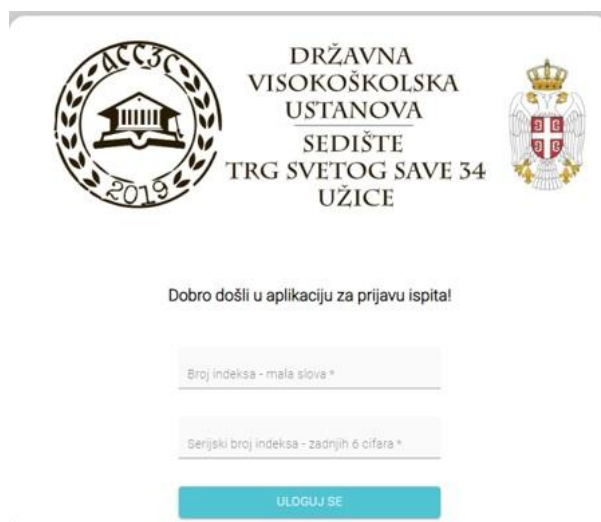 АССЗС
2019
DRŽAVNA
VISOKOŠKOLSKA
USTANOVA
SEDIŠTE
TRG SVETOG SAVE 34
UŽICE
Dobro došli u aplikaciju za prijavu ispita!
Broj indeksa - mala slova *
Serijski broj indeksa - zadnjih 6 cifara *
ULOGUJ SE